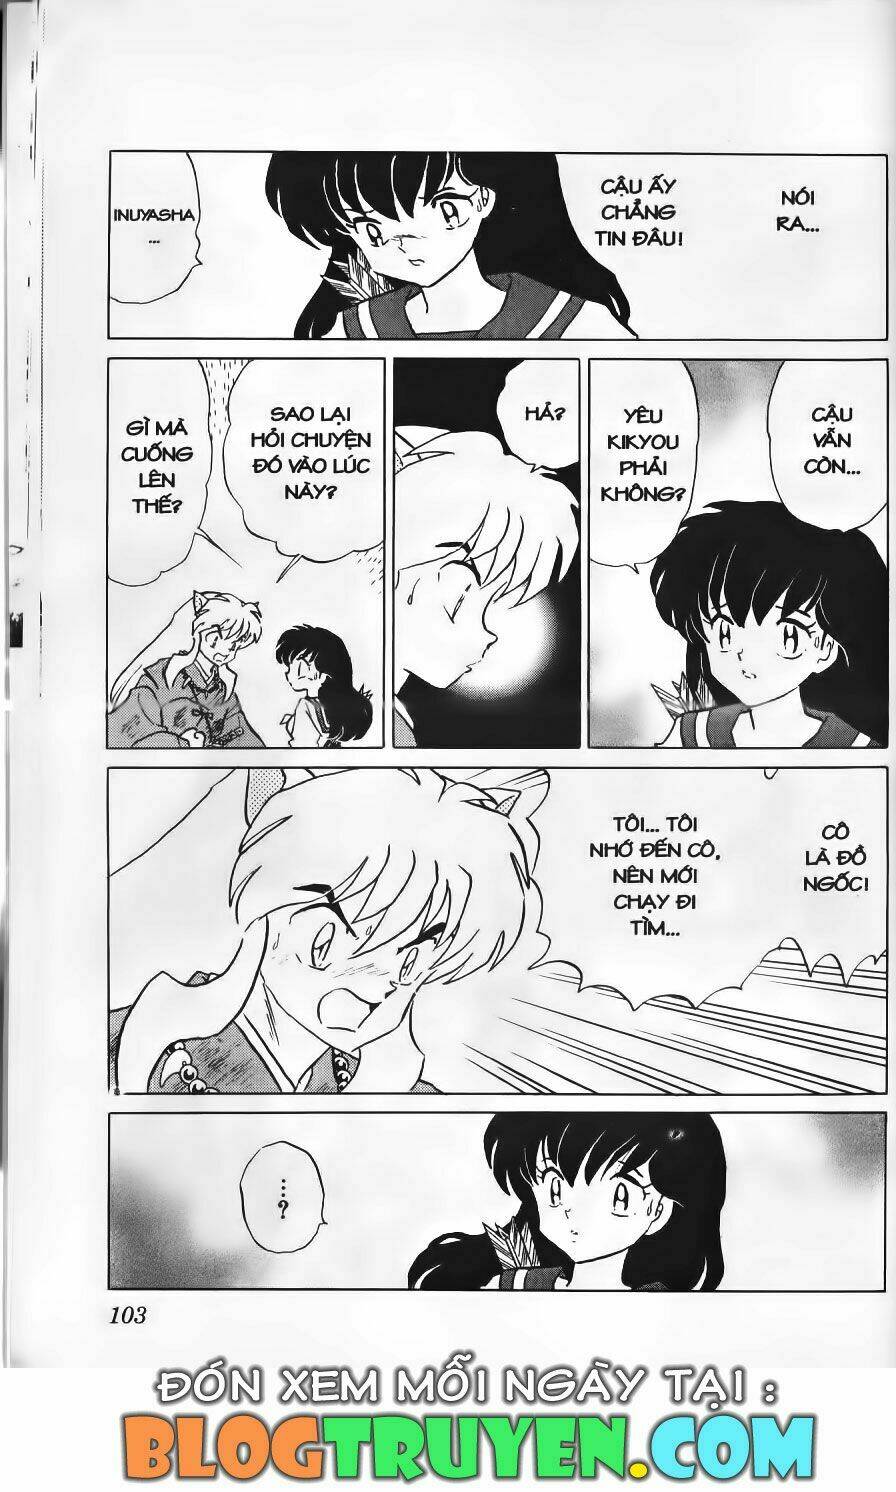 NÓI
RA...
CẬU ẤY
CHẲNG
TIN ĐÂU!
INUYASHA
...
CẬU
VẪN
CÒN...
YÊU
KIKYOU
PHẢI
KHÔNG?
HẢ?
SAO LẠI
HỎI CHUYỆN
ĐÓ VÀO LÚC
NÀY?
GÌ MÀ
CUỐNG
LÊN
THẾ?
CÔ
LÀ ĐỒ
NGỐC!
TÔI... TÔI
NHỚ ĐẾN CÔ,
NÊN MỚI
CHẠY ĐI
TÌM...
...?
103
ĐÓN XEM MỖI NGÀY TẠI :
BLOGTRUYEN.COM